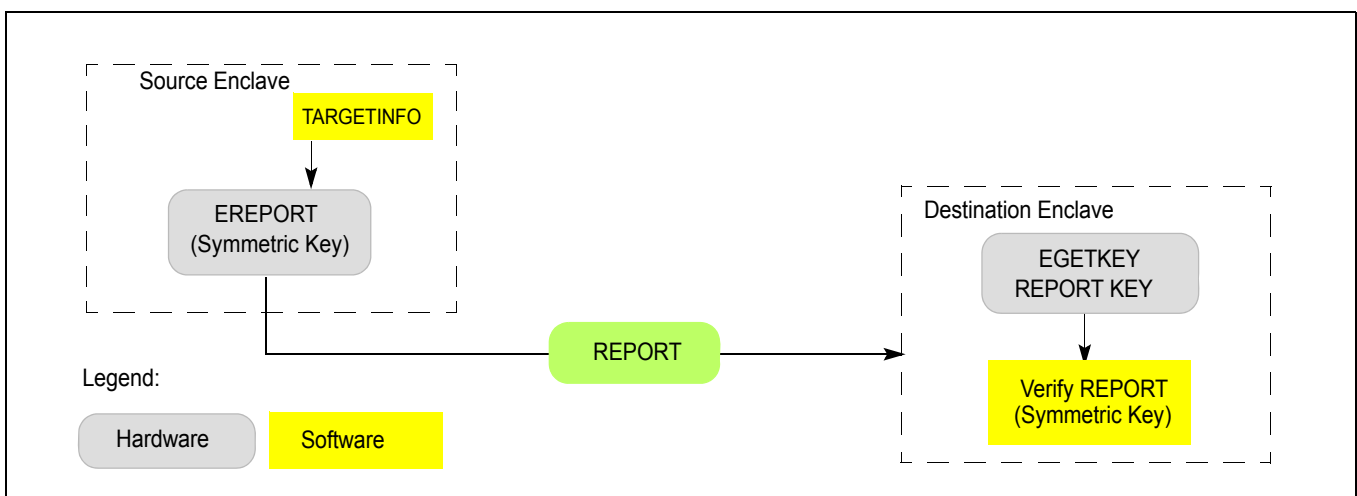 Source Enclave
TARGETINFO
EREPORT
(Symmetric Key)
REPORT
Destination Enclave
EGETKEY
REPORT KEY
Verify REPORT
(Symmetric Key)
Legend:
Hardware
Software